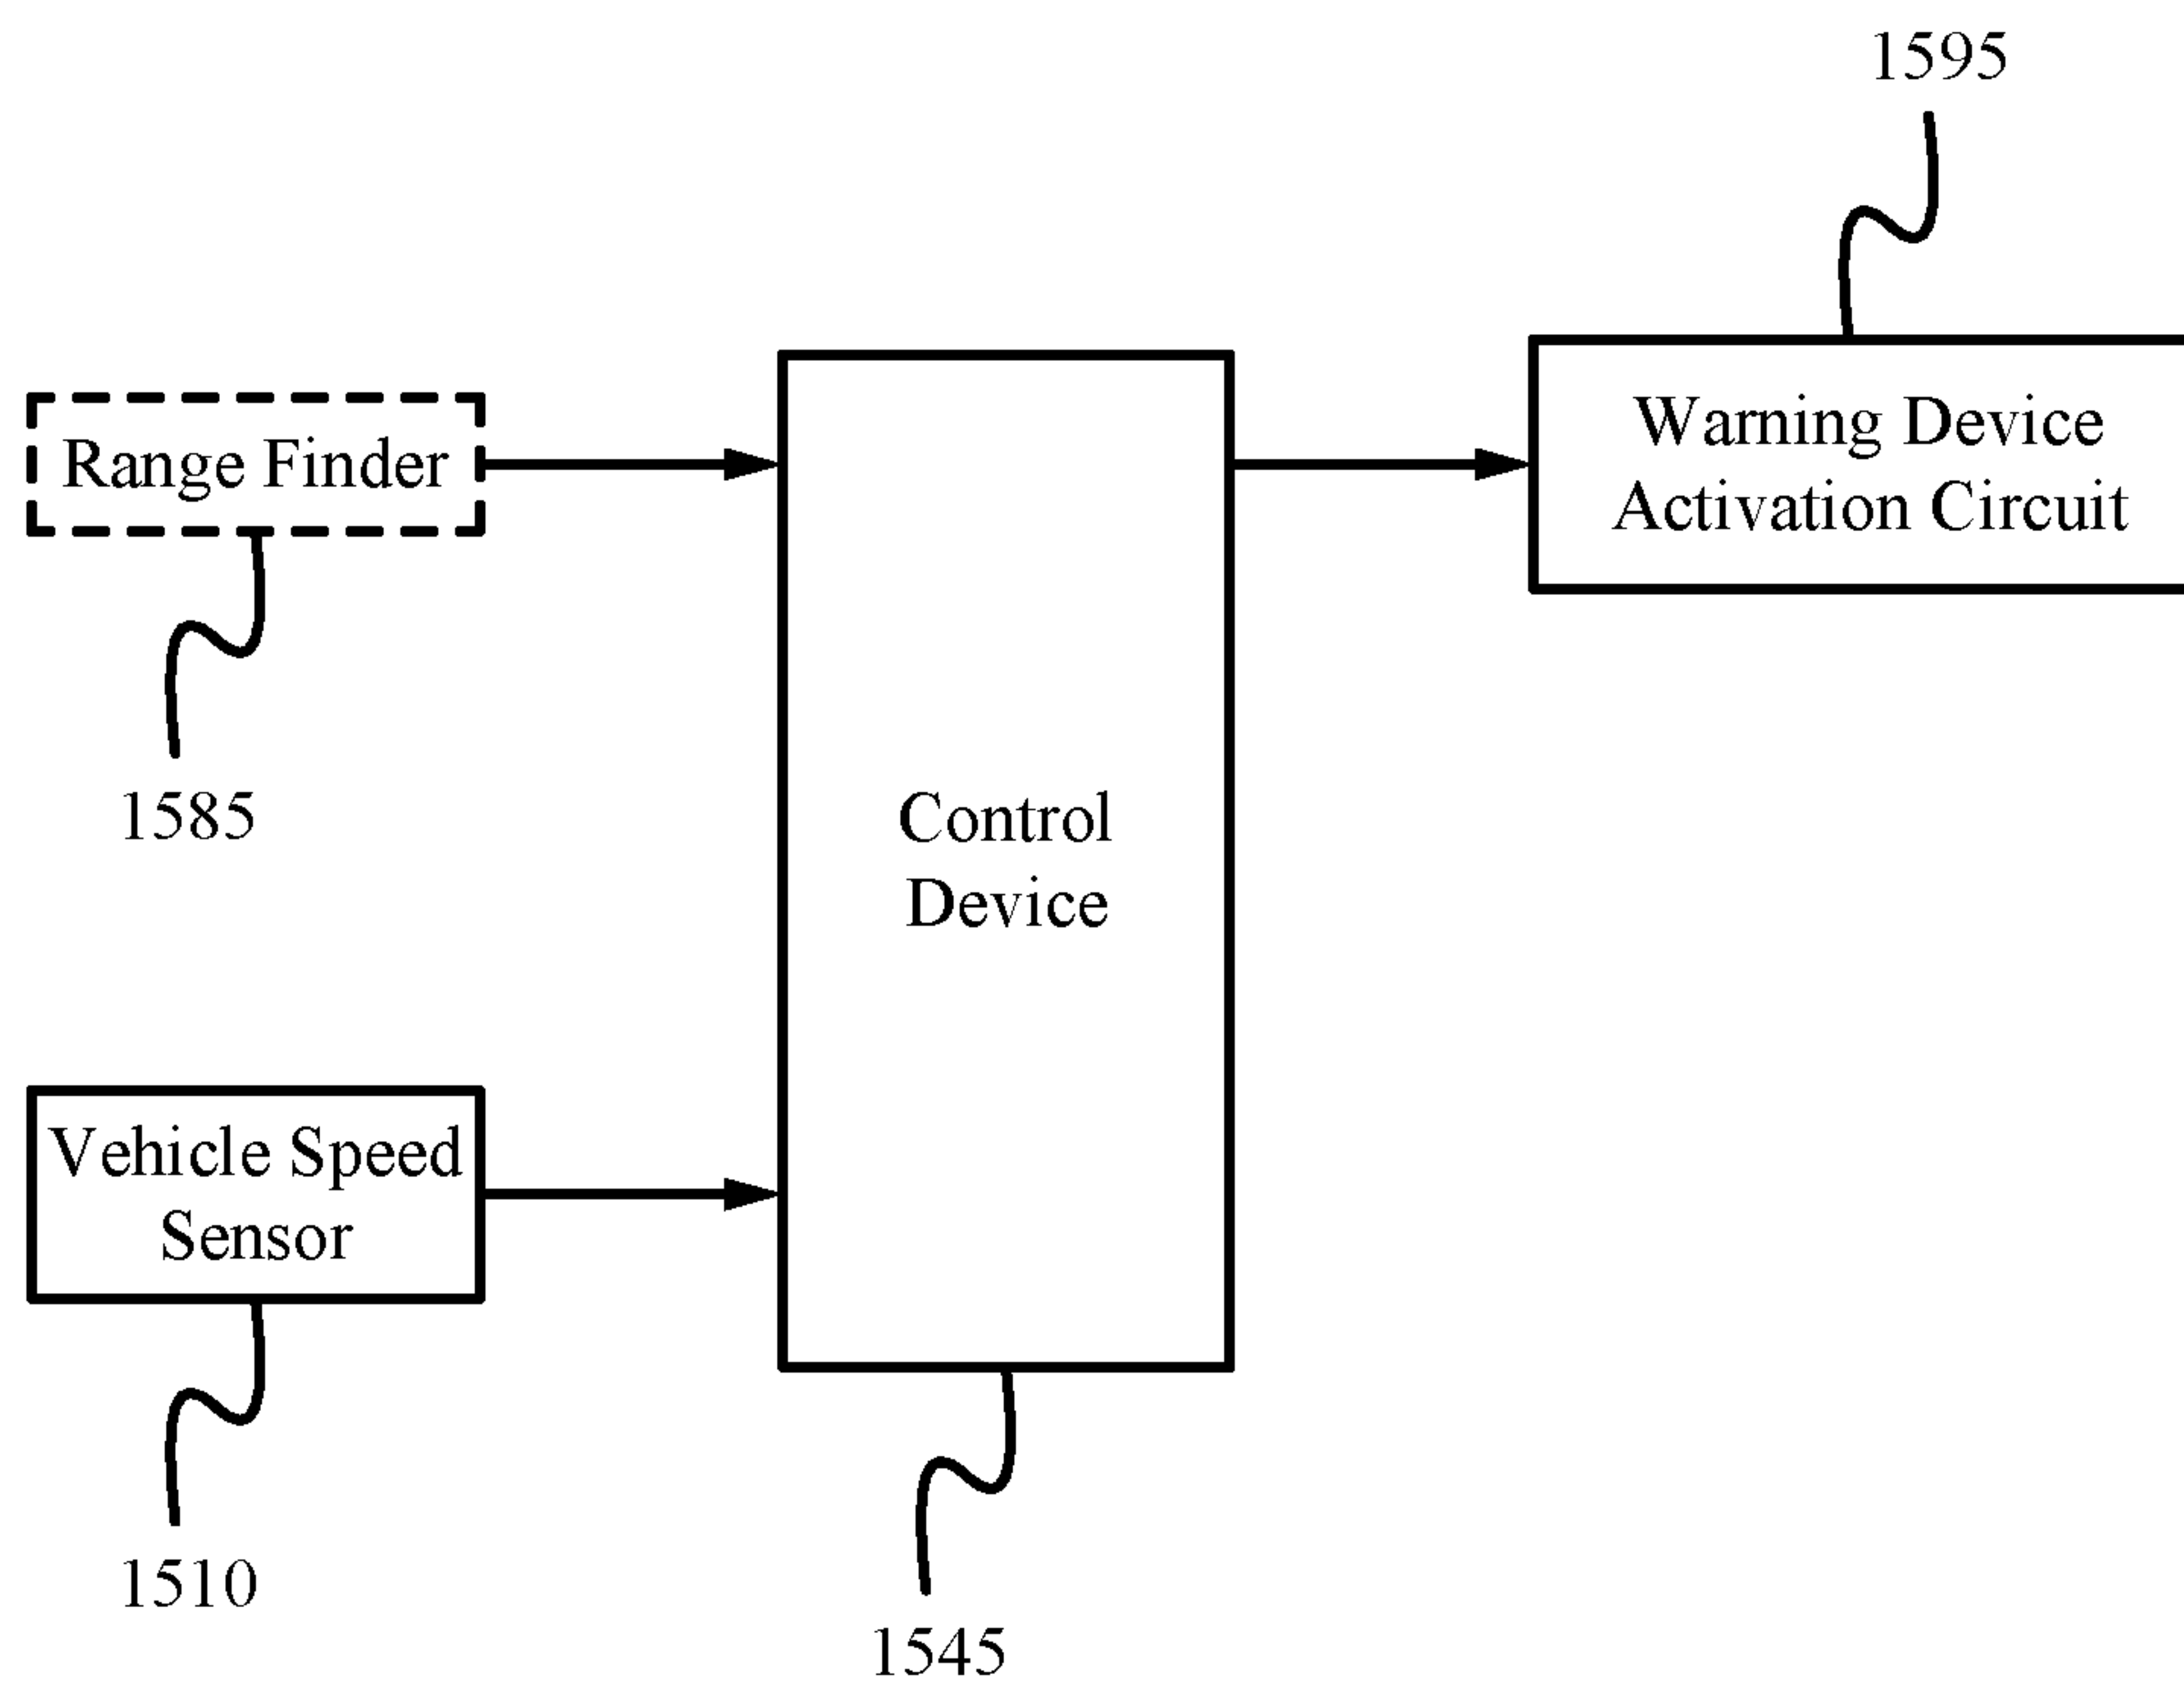 1595
Warning Device
Activation Circuit
Range Finder
1585
Control
Device
Vehicle Speed
Sensor
1510
1545